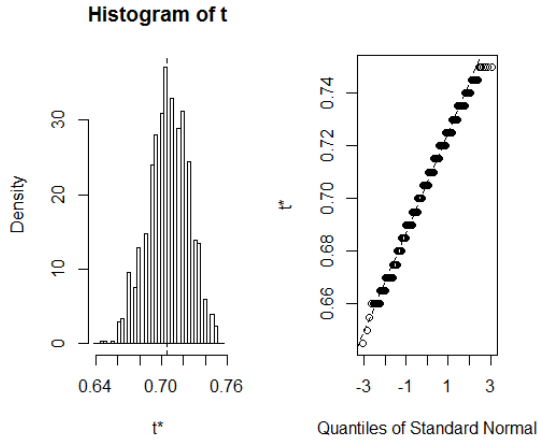 Histogram of t
Density
0 10 20 30
0.64 0.70 0.76
t*
t*
0.66 0.68 0.70 0.72 0.74
-3 -1 1 3
Quantiles of Standard Normal